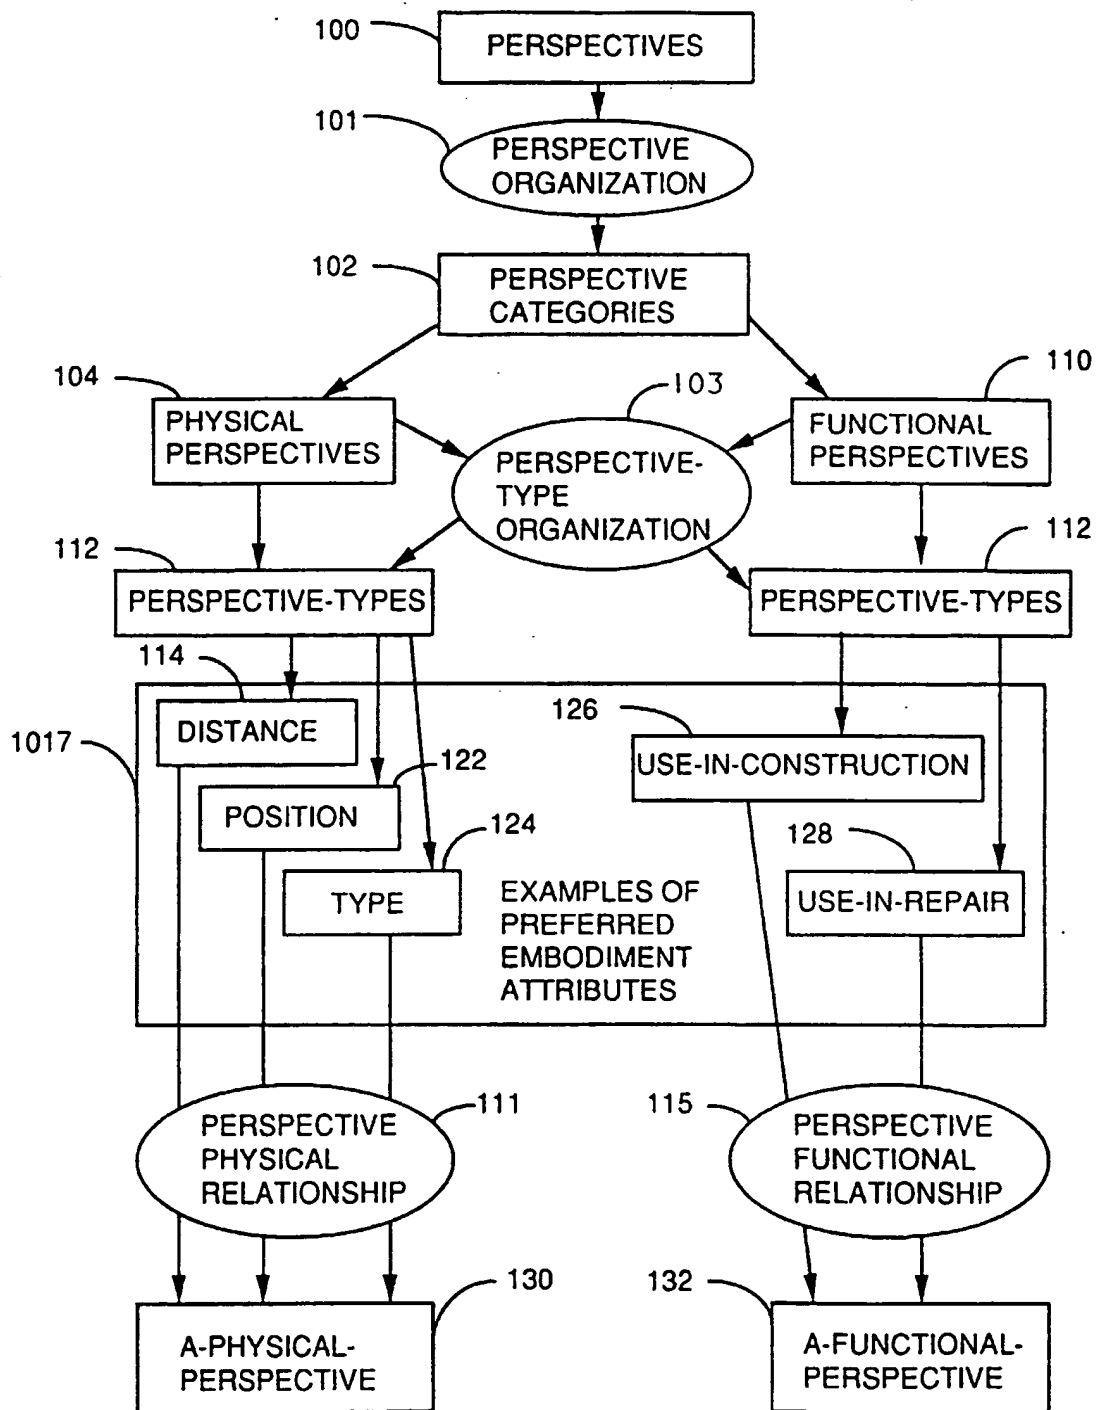 100
PERSPECTIVES
101
PERSPECTIVE
ORGANIZATION
102
PERSPECTIVE
CATEGORIES
104
103
110
PHYSICAL
PERSPECTIVES
PERSPECTIVE-
TYPE
ORGANIZATION
FUNCTIONAL
PERSPECTIVES
112
112
PERSPECTIVE-TYPES
PERSPECTIVE-TYPES
114
DISTANCE
1017
122
POSITION
124
TYPE
126
USE-IN-CONSTRUCTION
128
USE-IN-REPAIR
EXAMPLES OF
PREFERRED
EMBODIMENT
ATTRIBUTES
111
PERSPECTIVE
PHYSICAL
RELATIONSHIP
115
PERSPECTIVE
FUNCTIONAL
RELATIONSHIP
130
A-PHYSICAL-
PERSPECTIVE
132
A-FUNCTIONAL-
PERSPECTIVE